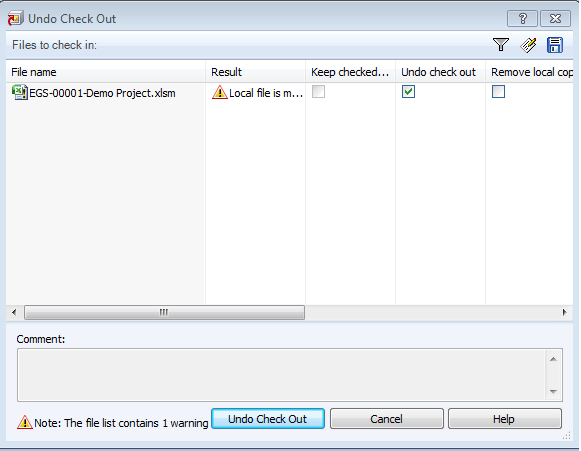 Undo Check Out
Files to check in:
File name Result Keep checked... Undo check out Remove local cop
EGS-00001-Demo Project.xlsm Local file is m...
Comment:
Note: The file list contains 1 warning Undo Check Out Cancel Help